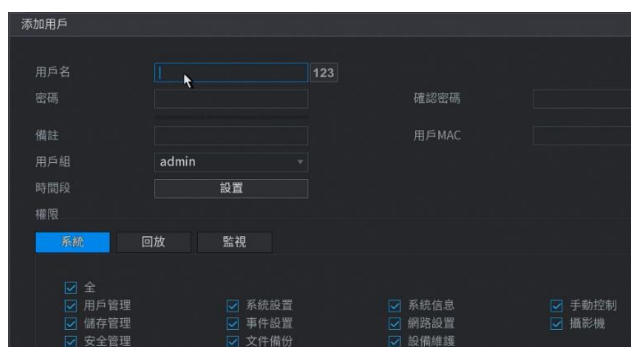 添加用戶
用戶名 123
密碼 確認密碼
備註 用戶MAC
用戶組 admin
時間段 設置
權限
系統 回放 監視
全
用戶管理 系統設置 系統信息 手動控制
儲存管理 事件設置 網路設置 攝影機
安全管理 文件備份 設備維護